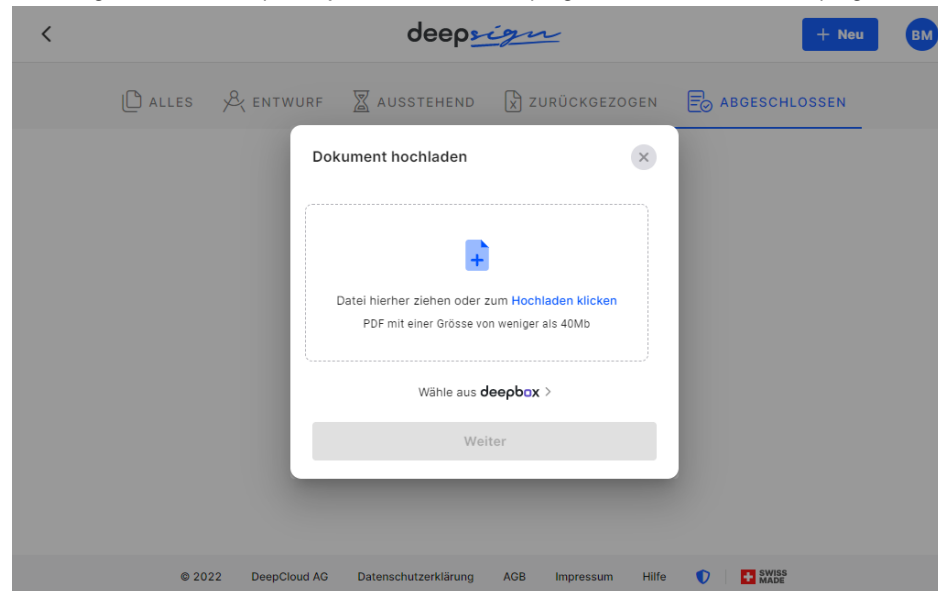 deepsign
+ Neu
BM
ALLES
ENTWURF
AUSSTEHEND
ZURÜCKGEZOGEN
ABGESCHLOSSEN
Dokument hochladen
Datei hierher ziehen oder zum Hochladen klicken
PDF mit einer Grösse von weniger als 40Mb
Wähle aus deepbox >
Weiter
© 2022 DeepCloud AG Datenschutzerklärung AGB Impressum Hilfe
SWISS
MADE